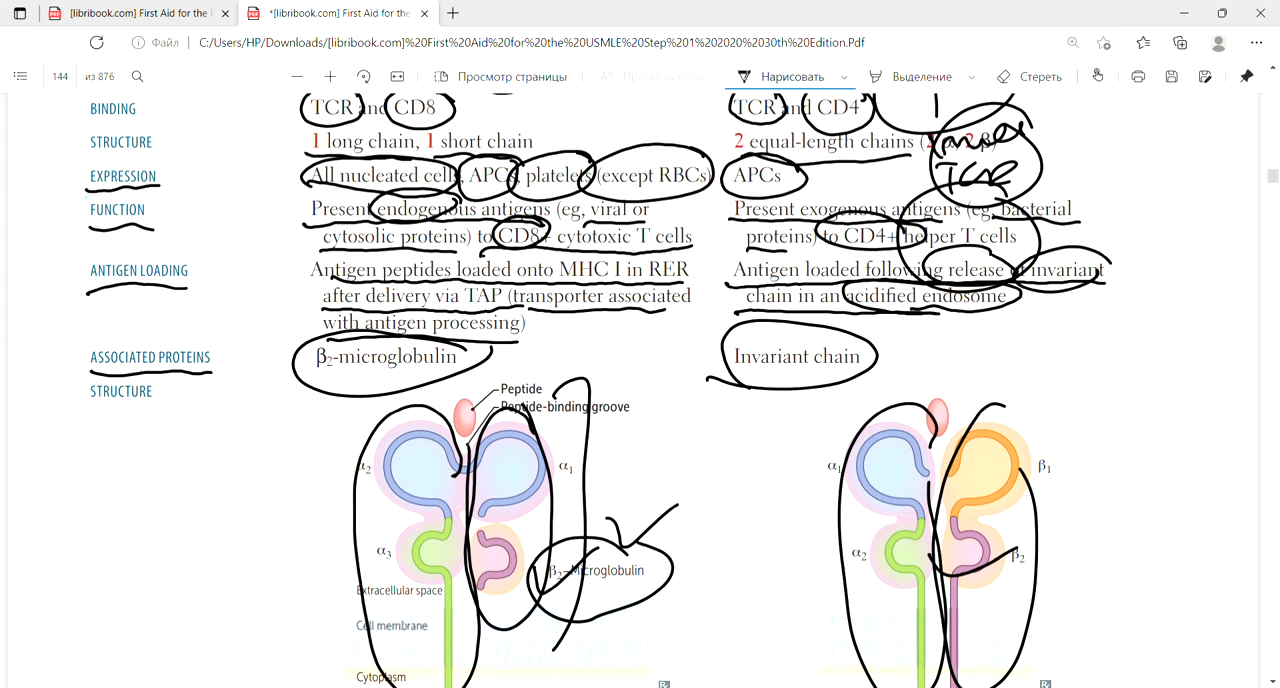 [libribook.com] First Aid for the U
*[libribook.com] First Aid for the
Файл C:/Users/HP/Downloads/[libribook.com]%20First%20Aid%20for%20the%20USMLE%20Step%201%202020%2030th%20Edition.Pdf
144 из 876 Просмотр страницы Нарисовать Выделение Стереть
BINDING TCR and CD8 TCR and CD4
STRUCTURE 1 long chain, 1 short chain 2 equal-length chains (2
EXPRESSION All nucleated cells, APCs, platelets (except RBCs) APCs
TCR
FUNCTION Present endogenous antigens (eg, viral or Present exogenous antigens (eg, bacterial
cytosolic proteins) to CD8+ cytotoxic T cells proteins) to CD4+ helper T cells
ANTIGEN LOADING Antigen peptides loaded onto MHC I in RER Antigen loaded following release of invariant
after delivery via TAP (transporter associated chain in an acidified endosome
with antigen processing)
ASSOCIATED PROTEINS β2-microglobulin Invariant chain
STRUCTURE
Peptide
Peptide-binding groove
α2 α1 α1 β1
α3 β2-Microglobulin α2 β2
Extracellular space
Cell membrane
Cytoplasm